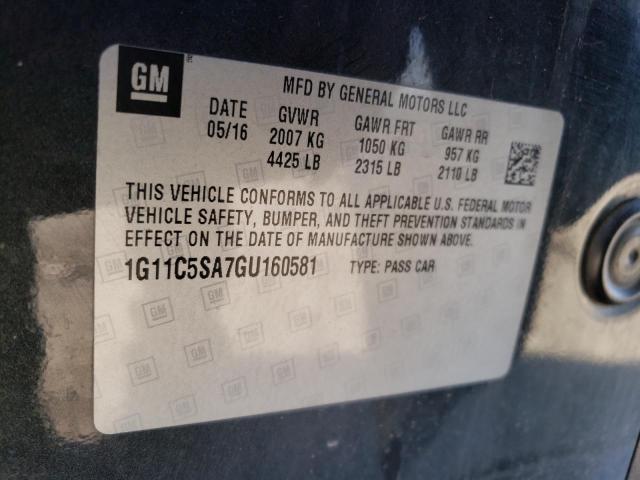 GM
MFD BY GENERAL MOTORS LLC
DATE GVWR GAWR FRT GAWR RR
05/16 2007 KG 1050 KG 957 KG
4425 LB 2315 LB 2110 LB
THIS VEHICLE CONFORMS TO ALL APPLICABLE U.S. FEDERAL MOTOR
VEHICLE SAFETY, BUMPER, AND THEFT PREVENTION STANDARDS IN
EFFECT ON THE DATE OF MANUFACTURE SHOWN ABOVE.
1G11C5SA7GU160581 TYPE: PASS CAR